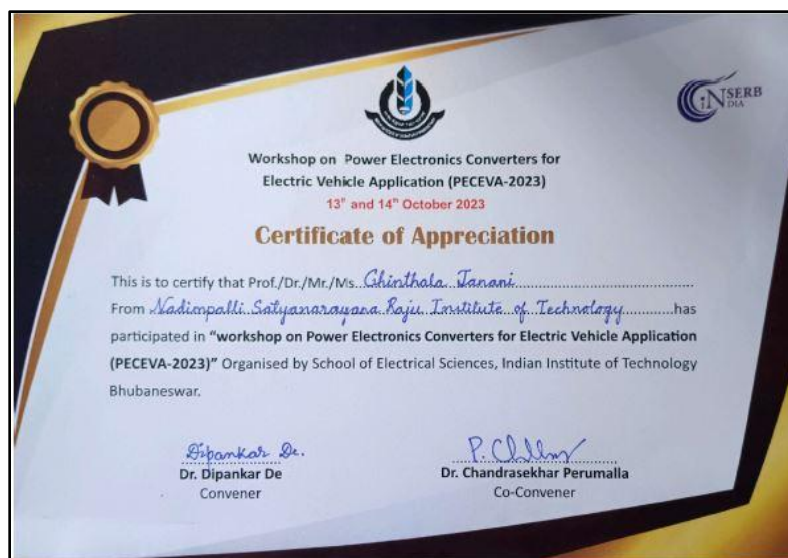 SERB
iN DIA
Workshop on Power Electronics Converters for
Electric Vehicle Application (PECEVA-2023)
13th and 14th October 2023
Certificate of Appreciation
This is to certify that Prof./Dr./Mr./Ms. Chinthala Janani
From Nadimpalli Satyanarayana Raju Institute of Technology has
participated in “workshop on Power Electronics Converters for Electric Vehicle Application
(PECEVA-2023)” Organised by School of Electrical Sciences, Indian Institute of Technology
Bhubaneswar.
Dipankar De.
Dr. Dipankar De
Convener
Dr. Chandrasekhar Perumalla
Co-Convener